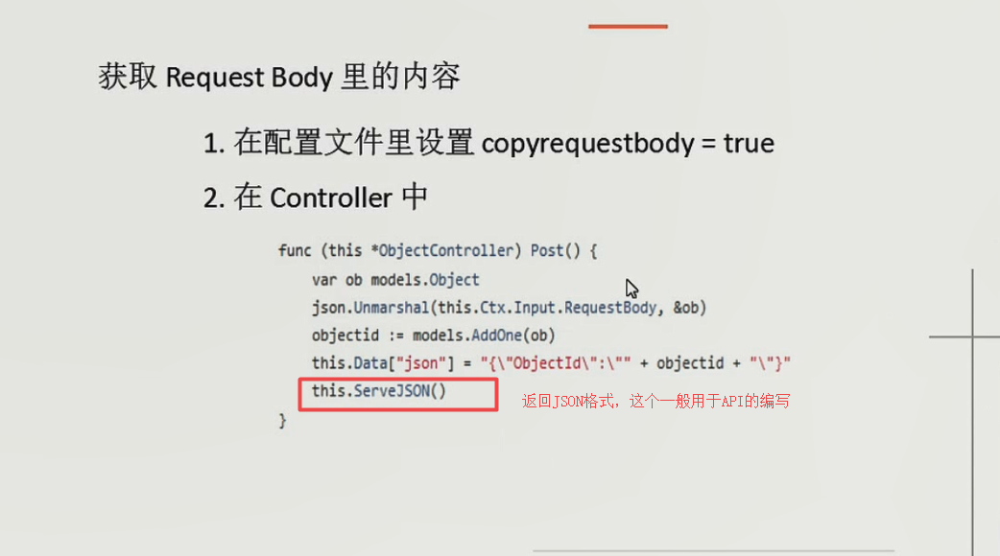 获取 Request Body 里的内容
1. 在配置文件里设置 copyrequestbody = true
2. 在 Controller 中
func (this *ObjectController) Post() {
var ob models.Object
json.Unmarshal(this.Ctx.Input.RequestBody, &ob)
objectid := models.AddOne(ob)
this.Data["json"] = "{\"ObjectId\":\"" + objectid + "\"}"
this.ServeJSON() 返回JSON格式，这个一般用于API的编写
}